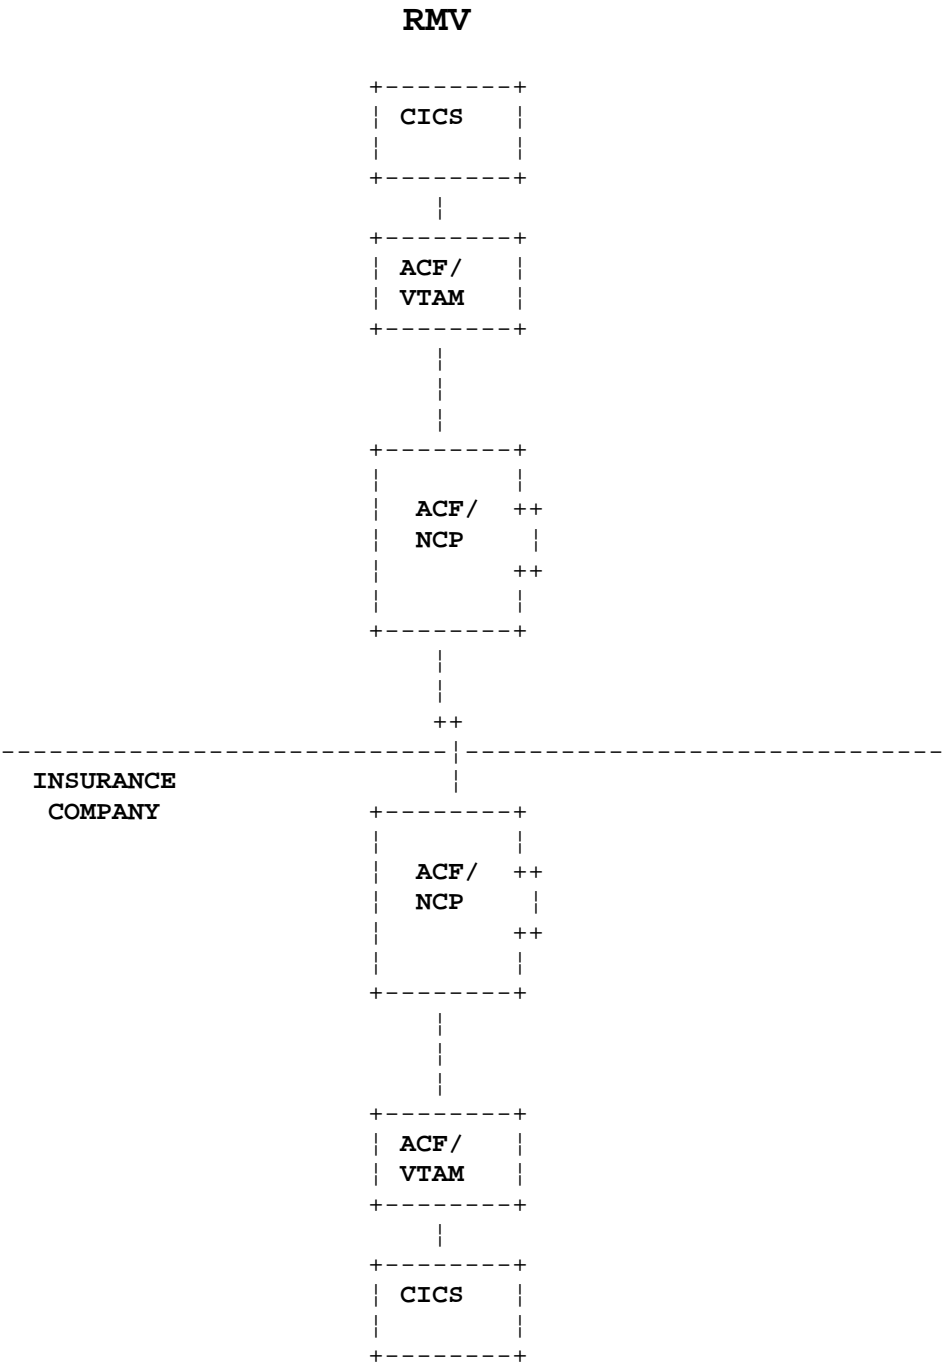 RMV
CICS
ACF/
VTAM
ACF/
NCP
INSURANCE
COMPANY
ACF/
NCP
ACF/
VTAM
CICS